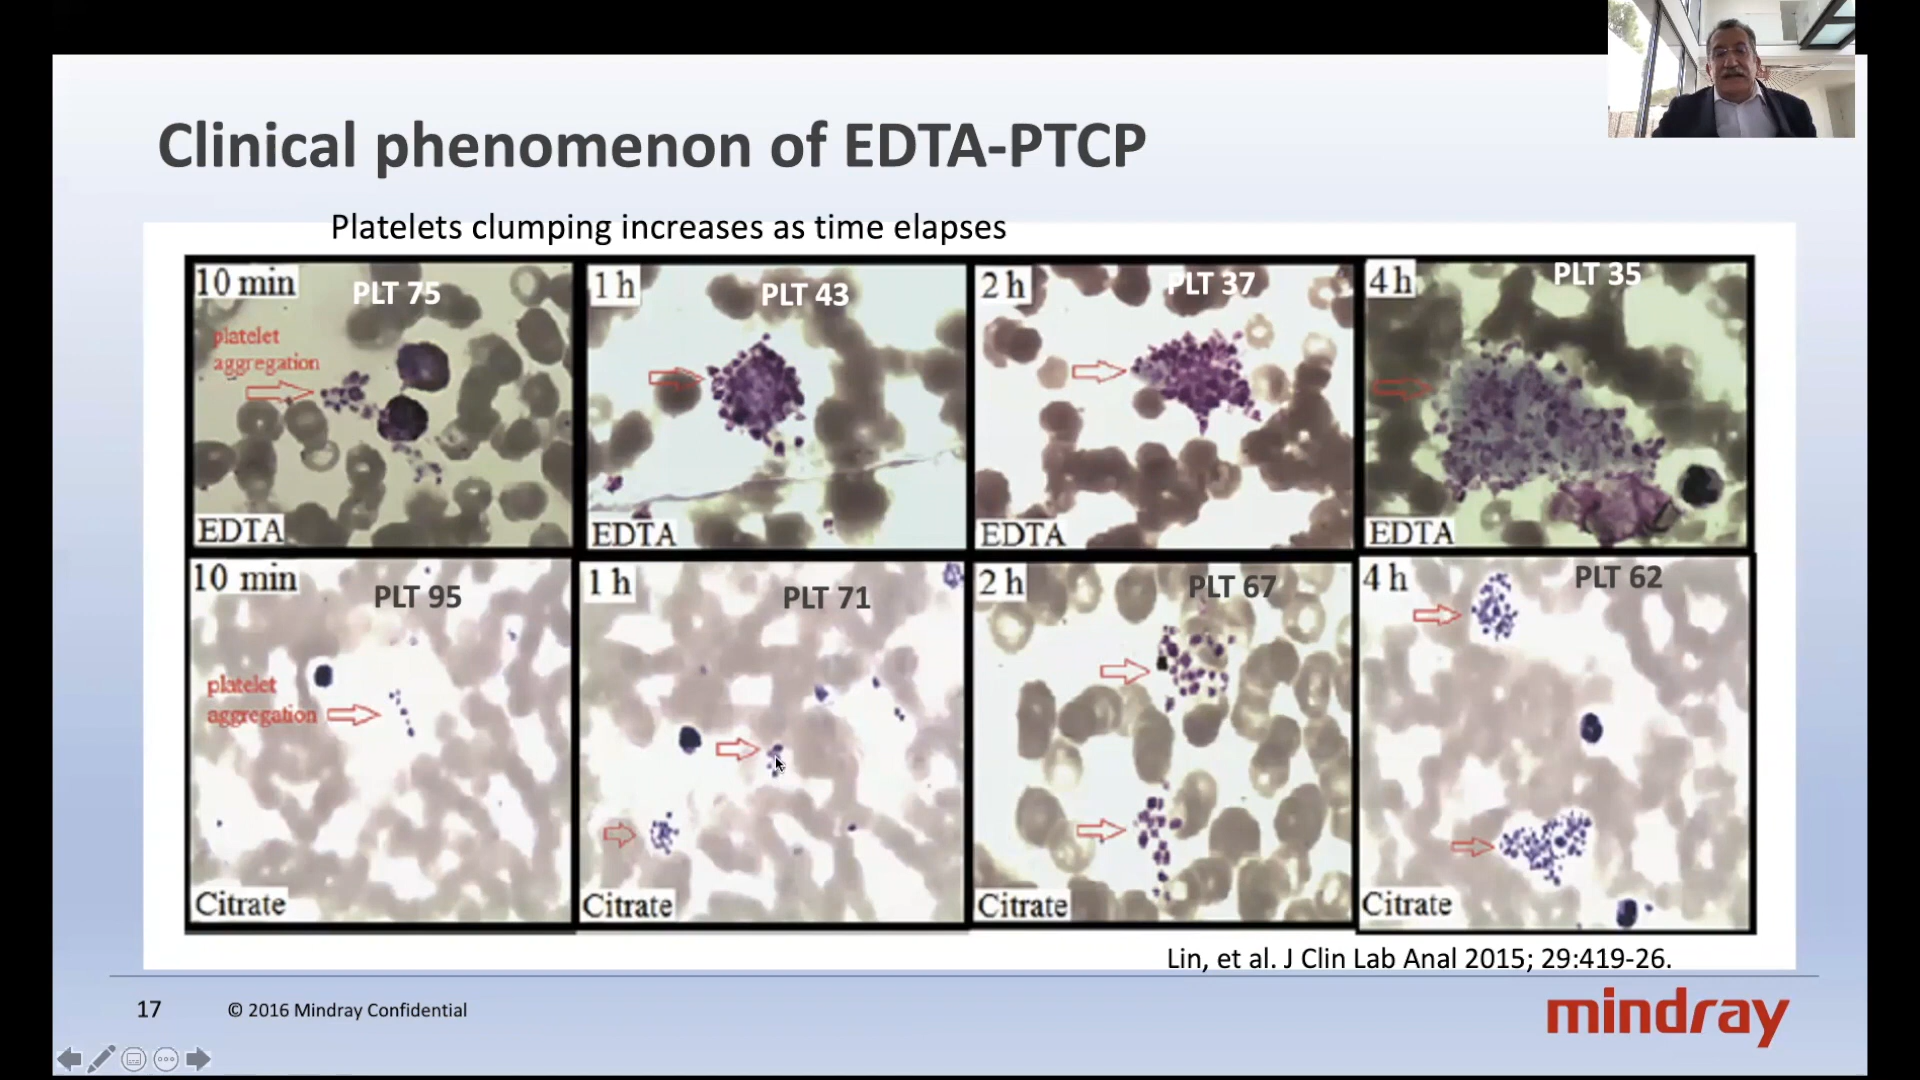 Clinical phenomenon of EDTA-PTCP
Platelets clumping increases as time elapses
10 min
PLT 75
platelet
aggregation
EDTA
1 h
PLT 43
EDTA
2 h
PLT 37
EDTA
4 h
PLT 35
EDTA
10 min
PLT 95
platelet
aggregation
Citrate
1 h
PLT 71
Citrate
2 h
PLT 67
Citrate
4 h
PLT 62
Citrate
Lin, et al. J Clin Lab Anal 2015; 29:419-26.
17
© 2016 Mindray Confidential
mindray